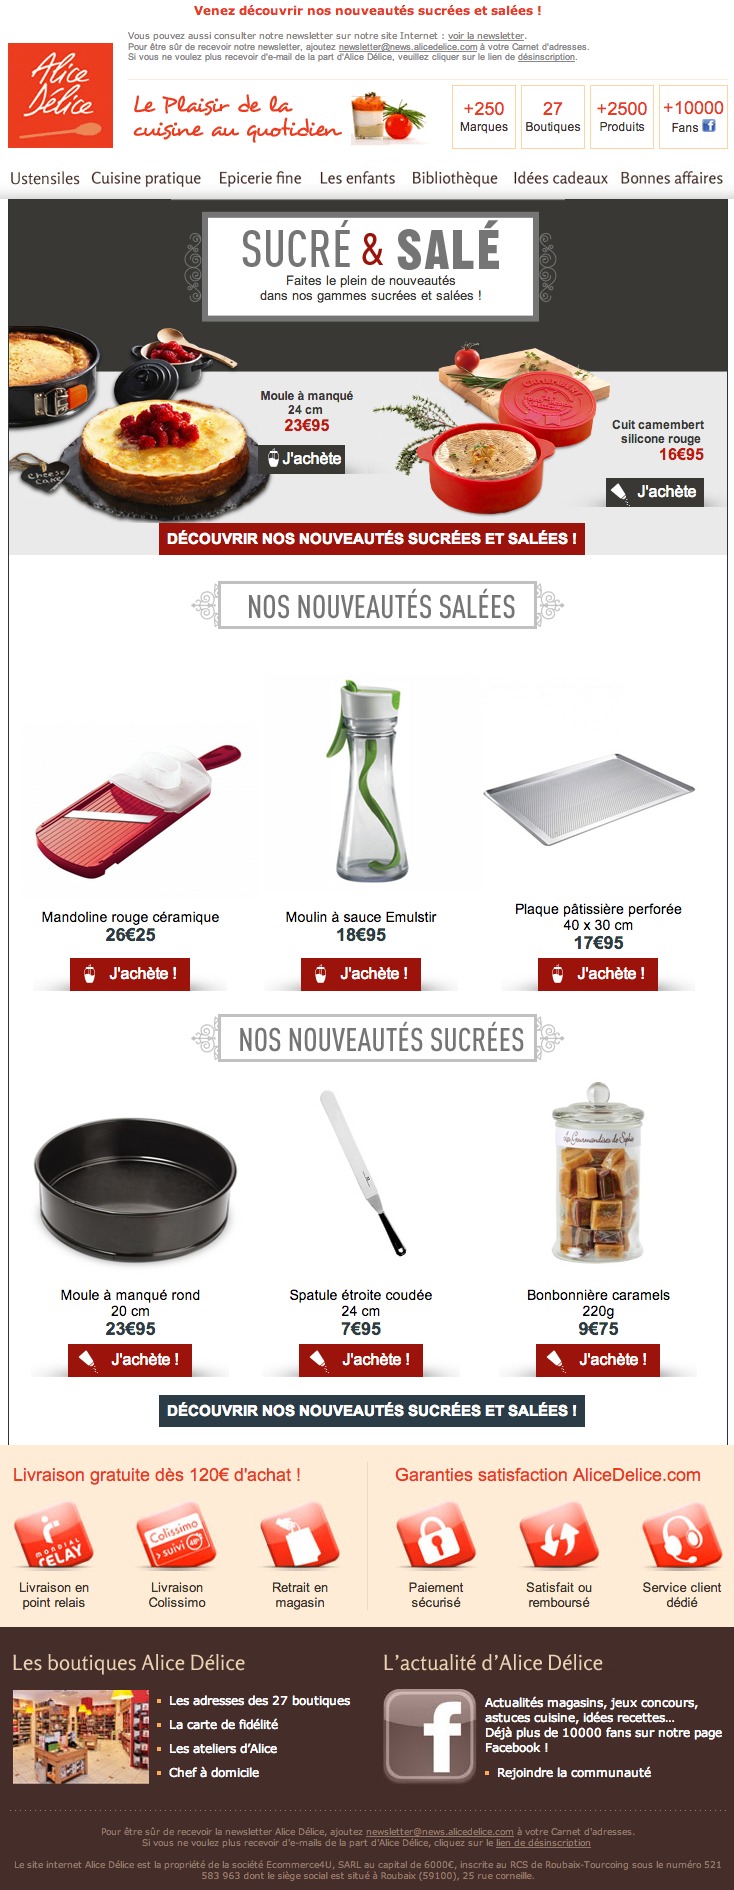 Venez découvrir nos nouveautés sucrées et salées !
Vous pouvez aussi consulter notre newsletter sur notre site Internet : voir la newsletter.
Pour être sûr de recevoir notre newsletter, ajoutez newsletter@news.alicedelice.com à votre Carnet d'adresses.
Si vous ne voulez plus recevoir d'e-mail de la part d'Alice Délice, veuillez cliquer sur le lien de désinscription.
Alice
Délice
Le Plaisir de la
cuisine au quotidien
+250
Marques
27
Boutiques
+2500
Produits
+10000
Fans f
Ustensiles Cuisine pratique Epicerie fine Les enfants Bibliothèque Idées cadeaux Bonnes affaires
SUCRÉ & SALÉ
Faites le plein de nouveautés
dans nos gammes sucrées et salées !
Moule à manqué
24 cm
23€95
J'achète
CAMEMBERT
Cuit camembert
silicone rouge
16€95
J'achète
Cheese
Cake
DÉCOUVRIR NOS NOUVEAUTÉS SUCRÉES ET SALÉES !
NOS NOUVEAUTÉS SALÉES
Mandoline rouge céramique
26€25
J'achète !
Moulin à sauce Emulstir
18€95
J'achète !
Plaque pâtissière perforée
40 x 30 cm
17€95
J'achète !
NOS NOUVEAUTÉS SUCRÉES
Les Gourmandises de Sophie
Moule à manqué rond
20 cm
23€95
J'achète !
Spatule étroite coudée
24 cm
7€95
J'achète !
Bonbonnière caramels
220g
9€75
J'achète !
DÉCOUVRIR NOS NOUVEAUTÉS SUCRÉES ET SALÉES !
Livraison gratuite dès 120€ d'achat !
MONDIAL
RELAY
Livraison en
point relais
Colissimo
> suivi 48H
Livraison
Colissimo
Retrait en
magasin
Garanties satisfaction AliceDelice.com
Paiement
sécurisé
Satisfait ou
remboursé
Service client
dédié
Les boutiques Alice Délice
Les adresses des 27 boutiques
La carte de fidélité
Les ateliers d'Alice
Chef à domicile
L'actualité d'Alice Délice
f
Actualités magasins, jeux concours,
astuces cuisine, idées recettes...
Déjà plus de 10000 fans sur notre page
Facebook !
Rejoindre la communauté
Pour être sûr de recevoir la newsletter Alice Délice, ajoutez newsletter@news.alicedelice.com à votre Carnet d'adresses.
Si vous ne voulez plus recevoir d'e-mails de la part d'Alice Délice, cliquez sur le lien de désinscription
Le site internet Alice Délice est la propriété de la société Ecommerce4U, SARL au capital de 6000€, inscrite au RCS de Roubaix-Tourcoing sous le numéro 521
583 963 dont le siège social est situé à Roubaix (59100), 25 rue corneille.